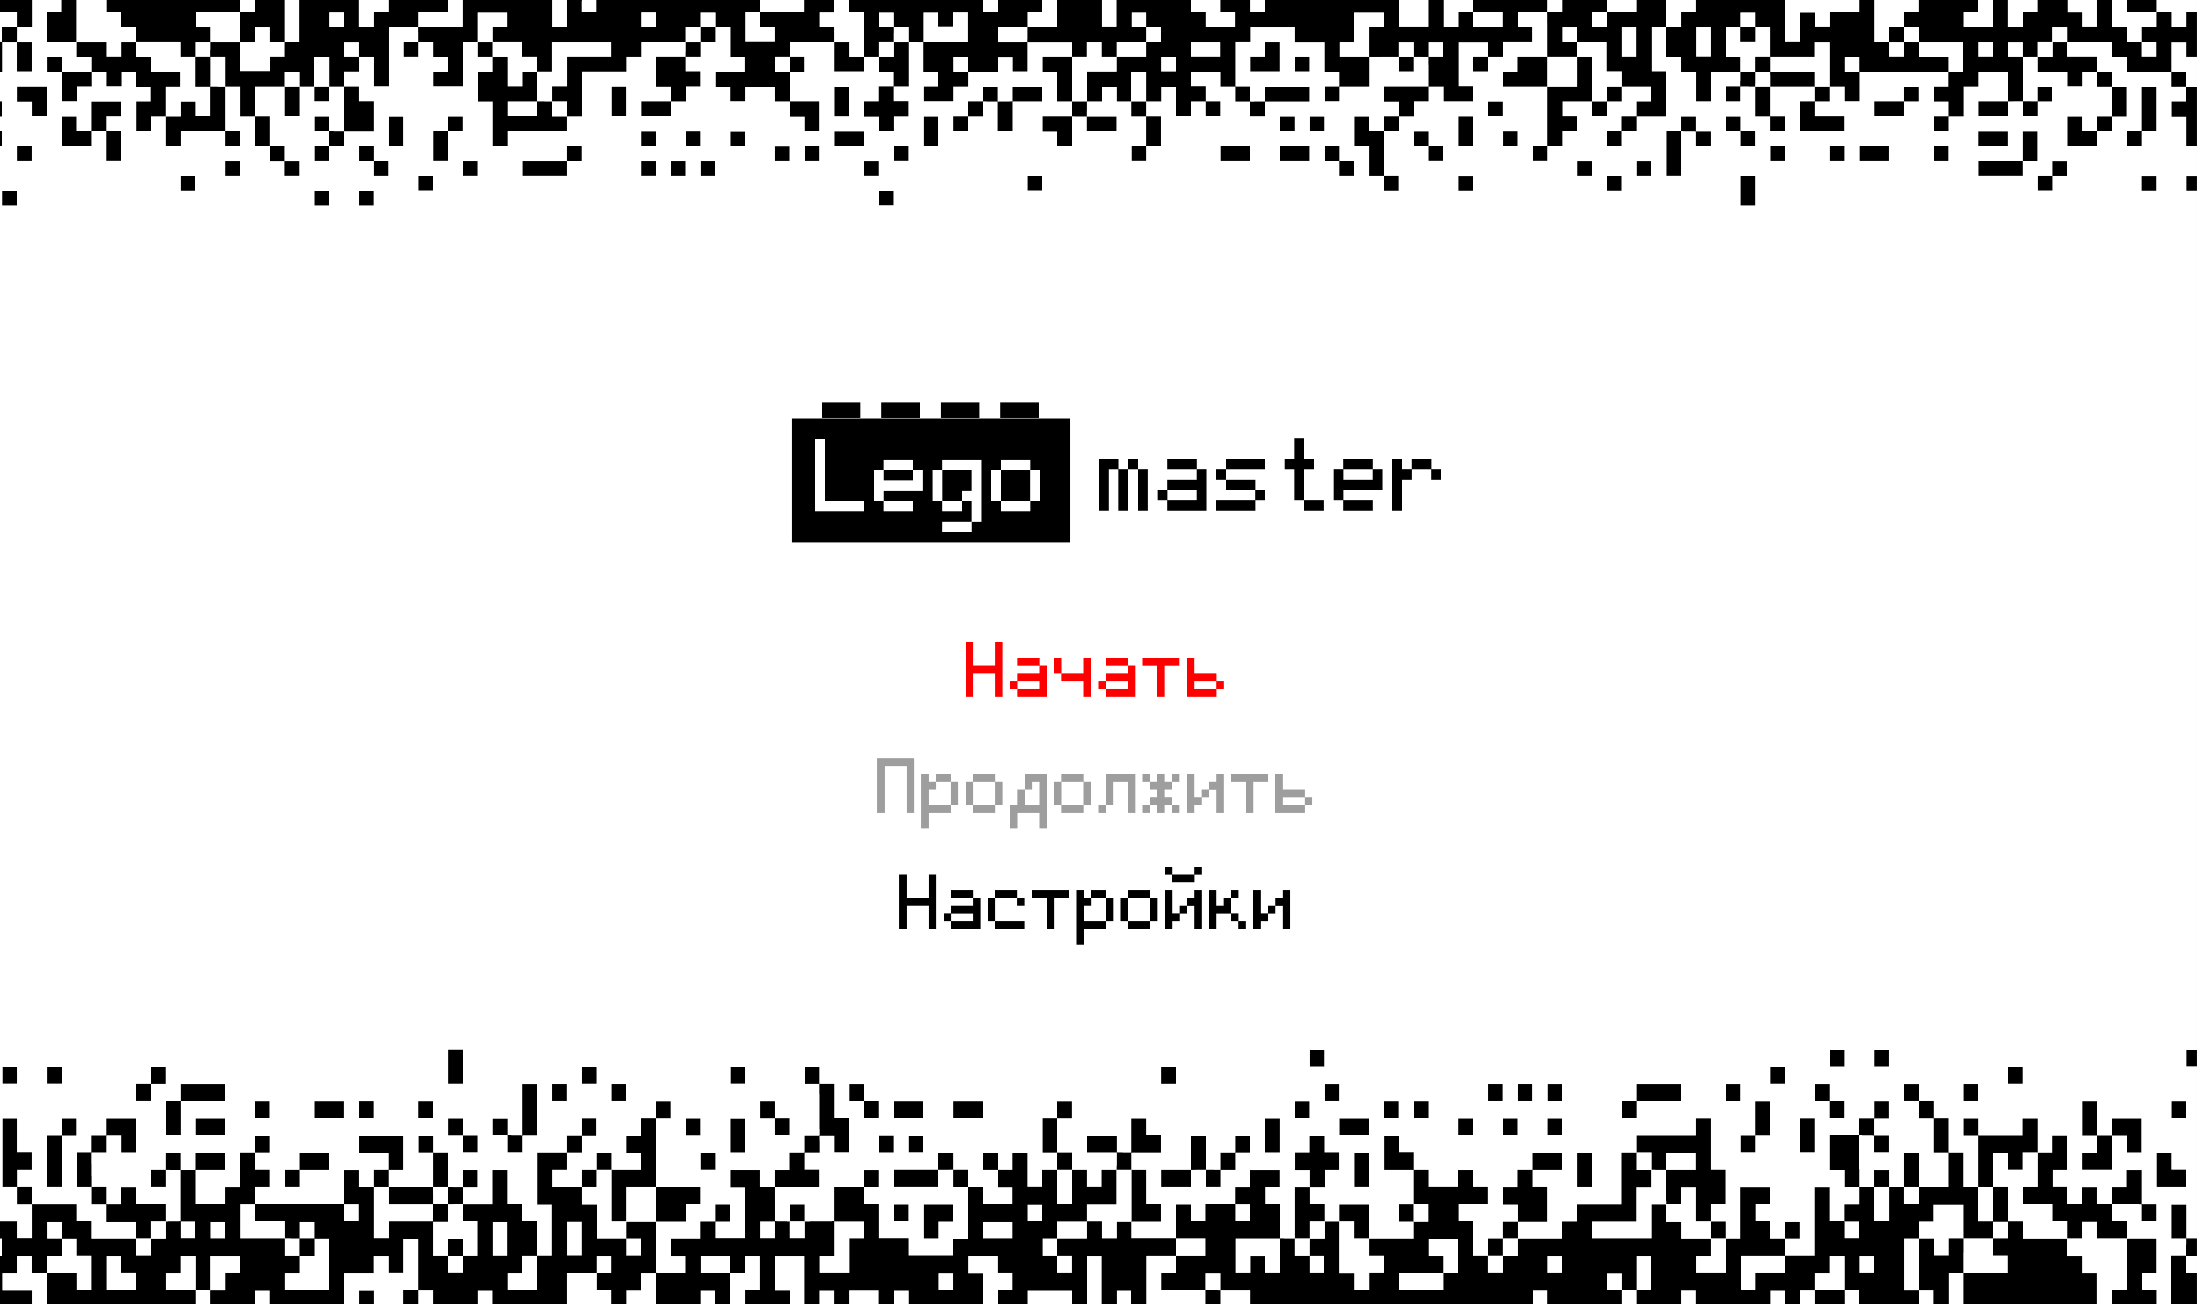 Lego master
Начать
Продолжить
Настройки